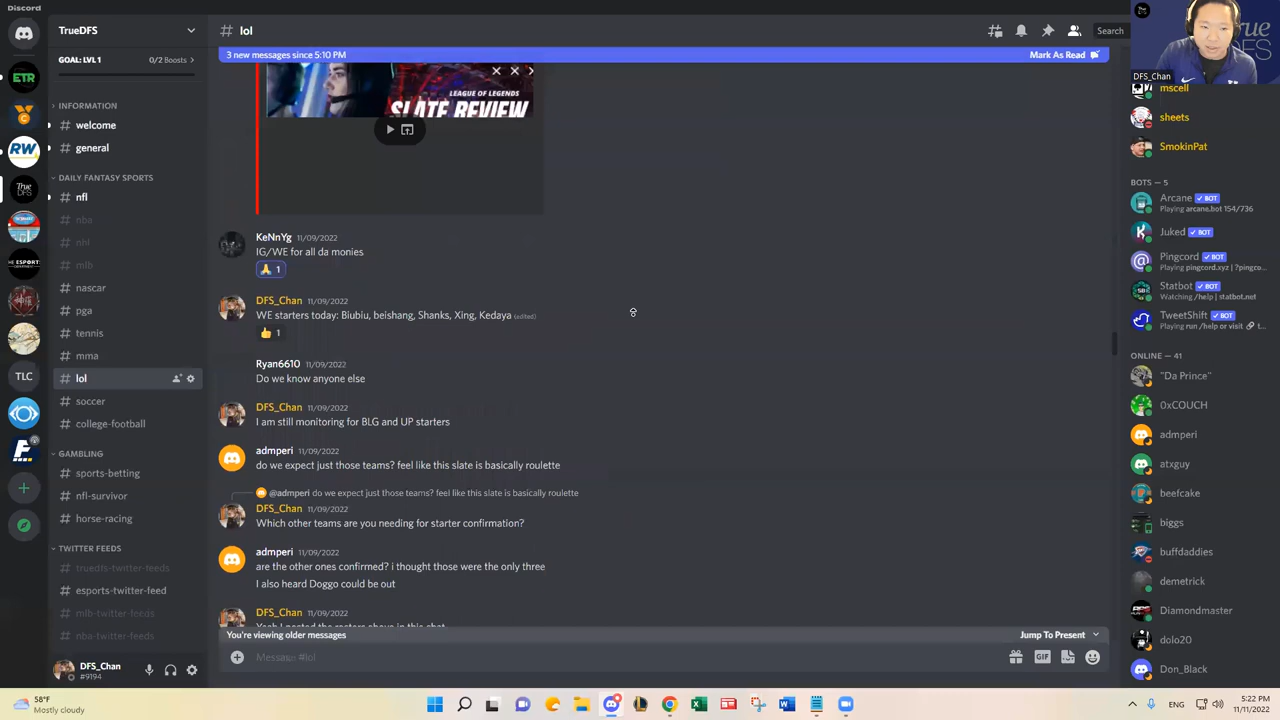 Discord
TrueDFS
GOAL: LVL 1
0/2 Boosts
INFORMATION
# welcome
# general
DAILY FANTASY SPORTS
# nfl
# nba
# nhl
# mlb
# nascar
# pga
# tennis
# mma
# lol
# soccer
# college-football
GAMBLING
# sports-betting
# nfl-survivor
# horse-racing
TWITTER FEEDS
# truedfs-twitter-feeds
# esports-twitter-feed
# mlb-twitter-feeds
# nba-twitter-feeds
DFS_Chan
#9194
ETR
RW
True DFS
TLC
# lol
Search
3 new messages since 5:10 PM
Mark As Read
LEAGUE OF LEGENDS
SLATE REVIEW
KeNnYg 11/09/2022
IG/WE for all da monies
1
DFS_Chan 11/09/2022
WE starters today: Biubiu, beishang, Shanks, Xing, Kedaya (edited)
1
Ryan6610 11/09/2022
Do we know anyone else
DFS_Chan 11/09/2022
I am still monitoring for BLG and UP starters
admperi 11/09/2022
do we expect just those teams? feel like this slate is basically roulette
@admperi do we expect just those teams? feel like this slate is basically roulette
DFS_Chan 11/09/2022
Which other teams are you needing for starter confirmation?
admperi 11/09/2022
are the other ones confirmed? i thought those were the only three
I also heard Doggo could be out
DFS_Chan 11/09/2022
Yeah I posted the rosters above in this chat
You're viewing older messages
Jump To Present
Message #lol
GIF
DFS_Chan
True
DFS
mscell
sheets
SmokinPat
BOTS — 5
Arcane BOT
Playing arcane.bot 154/736
Juked BOT
Pingcord BOT
Playing pingcord.xyz | ?pingco...
Statbot BOT
Watching /help | statbot.net
TweetShift BOT
Playing run /help or visit t...
ONLINE — 41
"Da Prince"
0xCOUCH
admperi
atxguy
beefcake
biggs
buffdaddies
demetrick
Diamondmaster
dolo20
Don_Black
58°F
Mostly cloudy
ENG
5:22 PM
11/11/2022